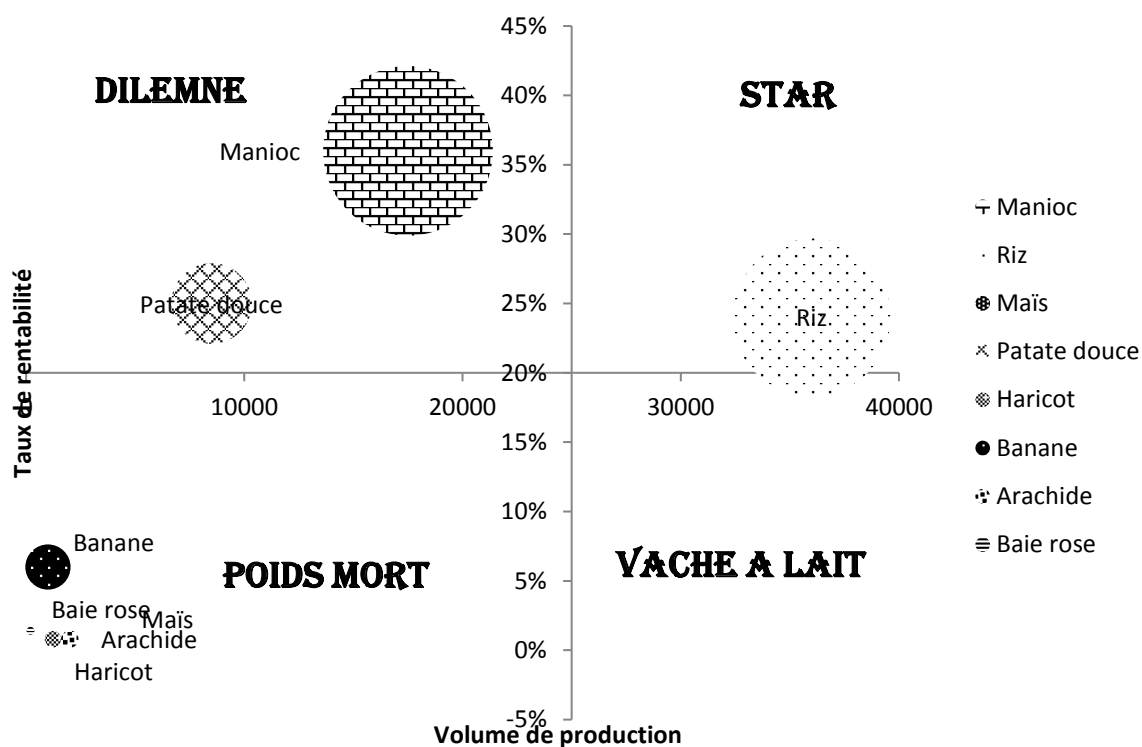 45%
DILEMNE
STAR
40%
Manioc
35%
Manioc
30%
Riz
Taux de rentabilité
Patate douce
25%
Riz
Maïs
Patate douce
20%
0
10000
20000
30000
40000
Haricot
15%
Banane
10%
Arachide
Banane
Baie rose
POIDS MORT
VACHE A LAIT
5%
Baie rose
Maïs
Arachide
0%
Haricot
-5%
Volume de production